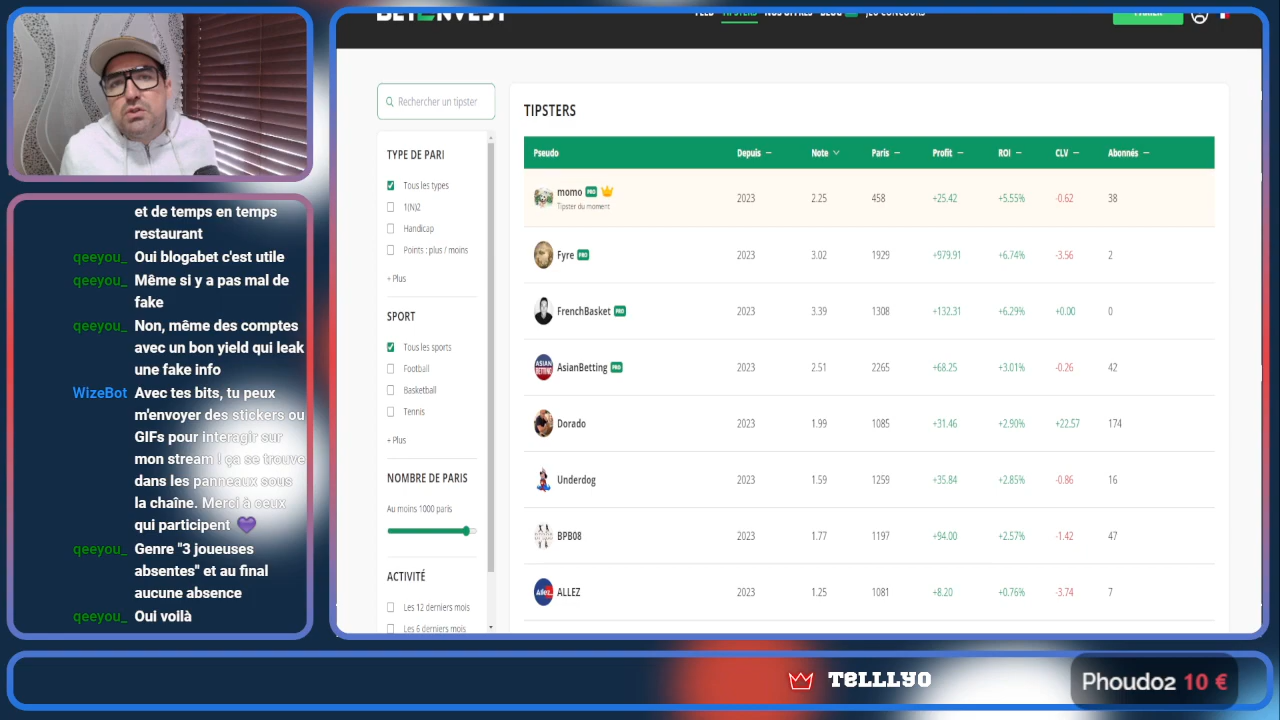 BET2INVEST
FEED TIPSTERS NOS OFFRES BLOG JEU CONCOURS
Rechercher un tipster
TYPE DE PARI
Tous les types
1(N)2
Handicap
Points : plus / moins
+ Plus
SPORT
Tous les sports
Football
Basketball
Tennis
+ Plus
NOMBRE DE PARIS
Au moins 1000 paris
ACTIVITÉ
Les 12 derniers mois
Les 6 derniers mois
TIPSTERS
Pseudo Depuis Note Paris Profit ROI CLV Abonnés
momo PRO 2023 2.25 458 +25.42 +5.55% -0.62 38
Tipster du moment
Fyre PRO 2023 3.02 1929 +979.91 +6.74% -3.56 2
FrenchBasket PRO 2023 3.39 1308 +132.31 +6.29% +0.00 0
ASIAN BETTING
AsianBetting PRO 2023 2.51 2265 +68.25 +3.01% -0.26 42
Dorado 2023 1.99 1085 +31.46 +2.90% +22.57 174
Underdog 2023 1.59 1259 +35.84 +2.85% -0.86 16
BPB08 2023 1.77 1197 +94.00 +2.57% -1.42 47
Allez
ALLEZ 2023 1.25 1081 +8.20 +0.76% -3.74 7
et de temps en temps
restaurant
qeeyou_ Oui blogabet c'est utile
qeeyou_ Même si y a pas mal de
fake
qeeyou_ Non, même des comptes
avec un bon yield qui leak
une fake info
WizeBot Avec tes bits, tu peux
m'envoyer des stickers ou
GIFs pour interagir sur
mon stream ! ça se trouve
dans les panneaux sous
la chaîne. Merci à ceux
qui participent 💜
qeeyou_ Genre "3 joueuses
absentes" et au final
aucune absence
qeeyou_ Oui voilà
TELLLYO
Phoudo2 10 €